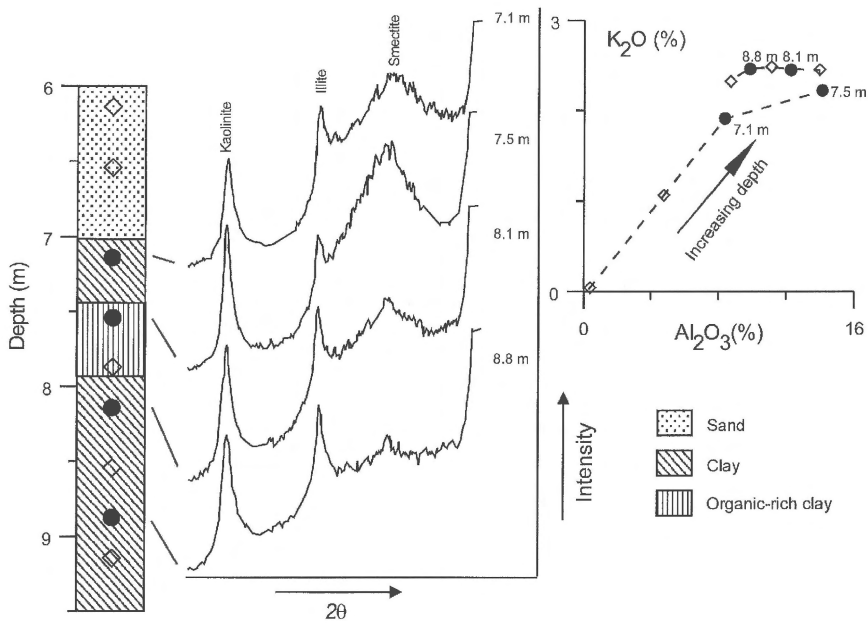 6
7
8
9
Depth (m)
Kaolinite
Illite
Smectite
7.1 m
7.5 m
8.1 m
8.8 m
2θ
Intensity
3
0
K2O (%)
8.8 m
8.1 m
7.5 m
7.1 m
Increasing depth
0
16
Al2O3(%)
Sand
Clay
Organic-rich clay